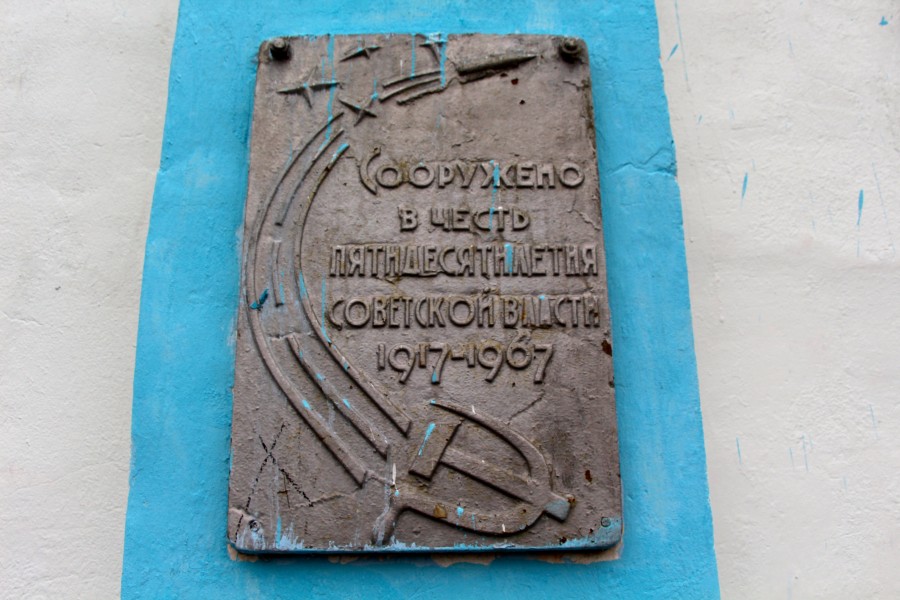 СООРУЖЕНО
В ЧЕСТЬ
ПЯТИДЕСЯТИЛЕТИЯ
СОВЕТСКОЙ ВЛАСТИ
1917-1967